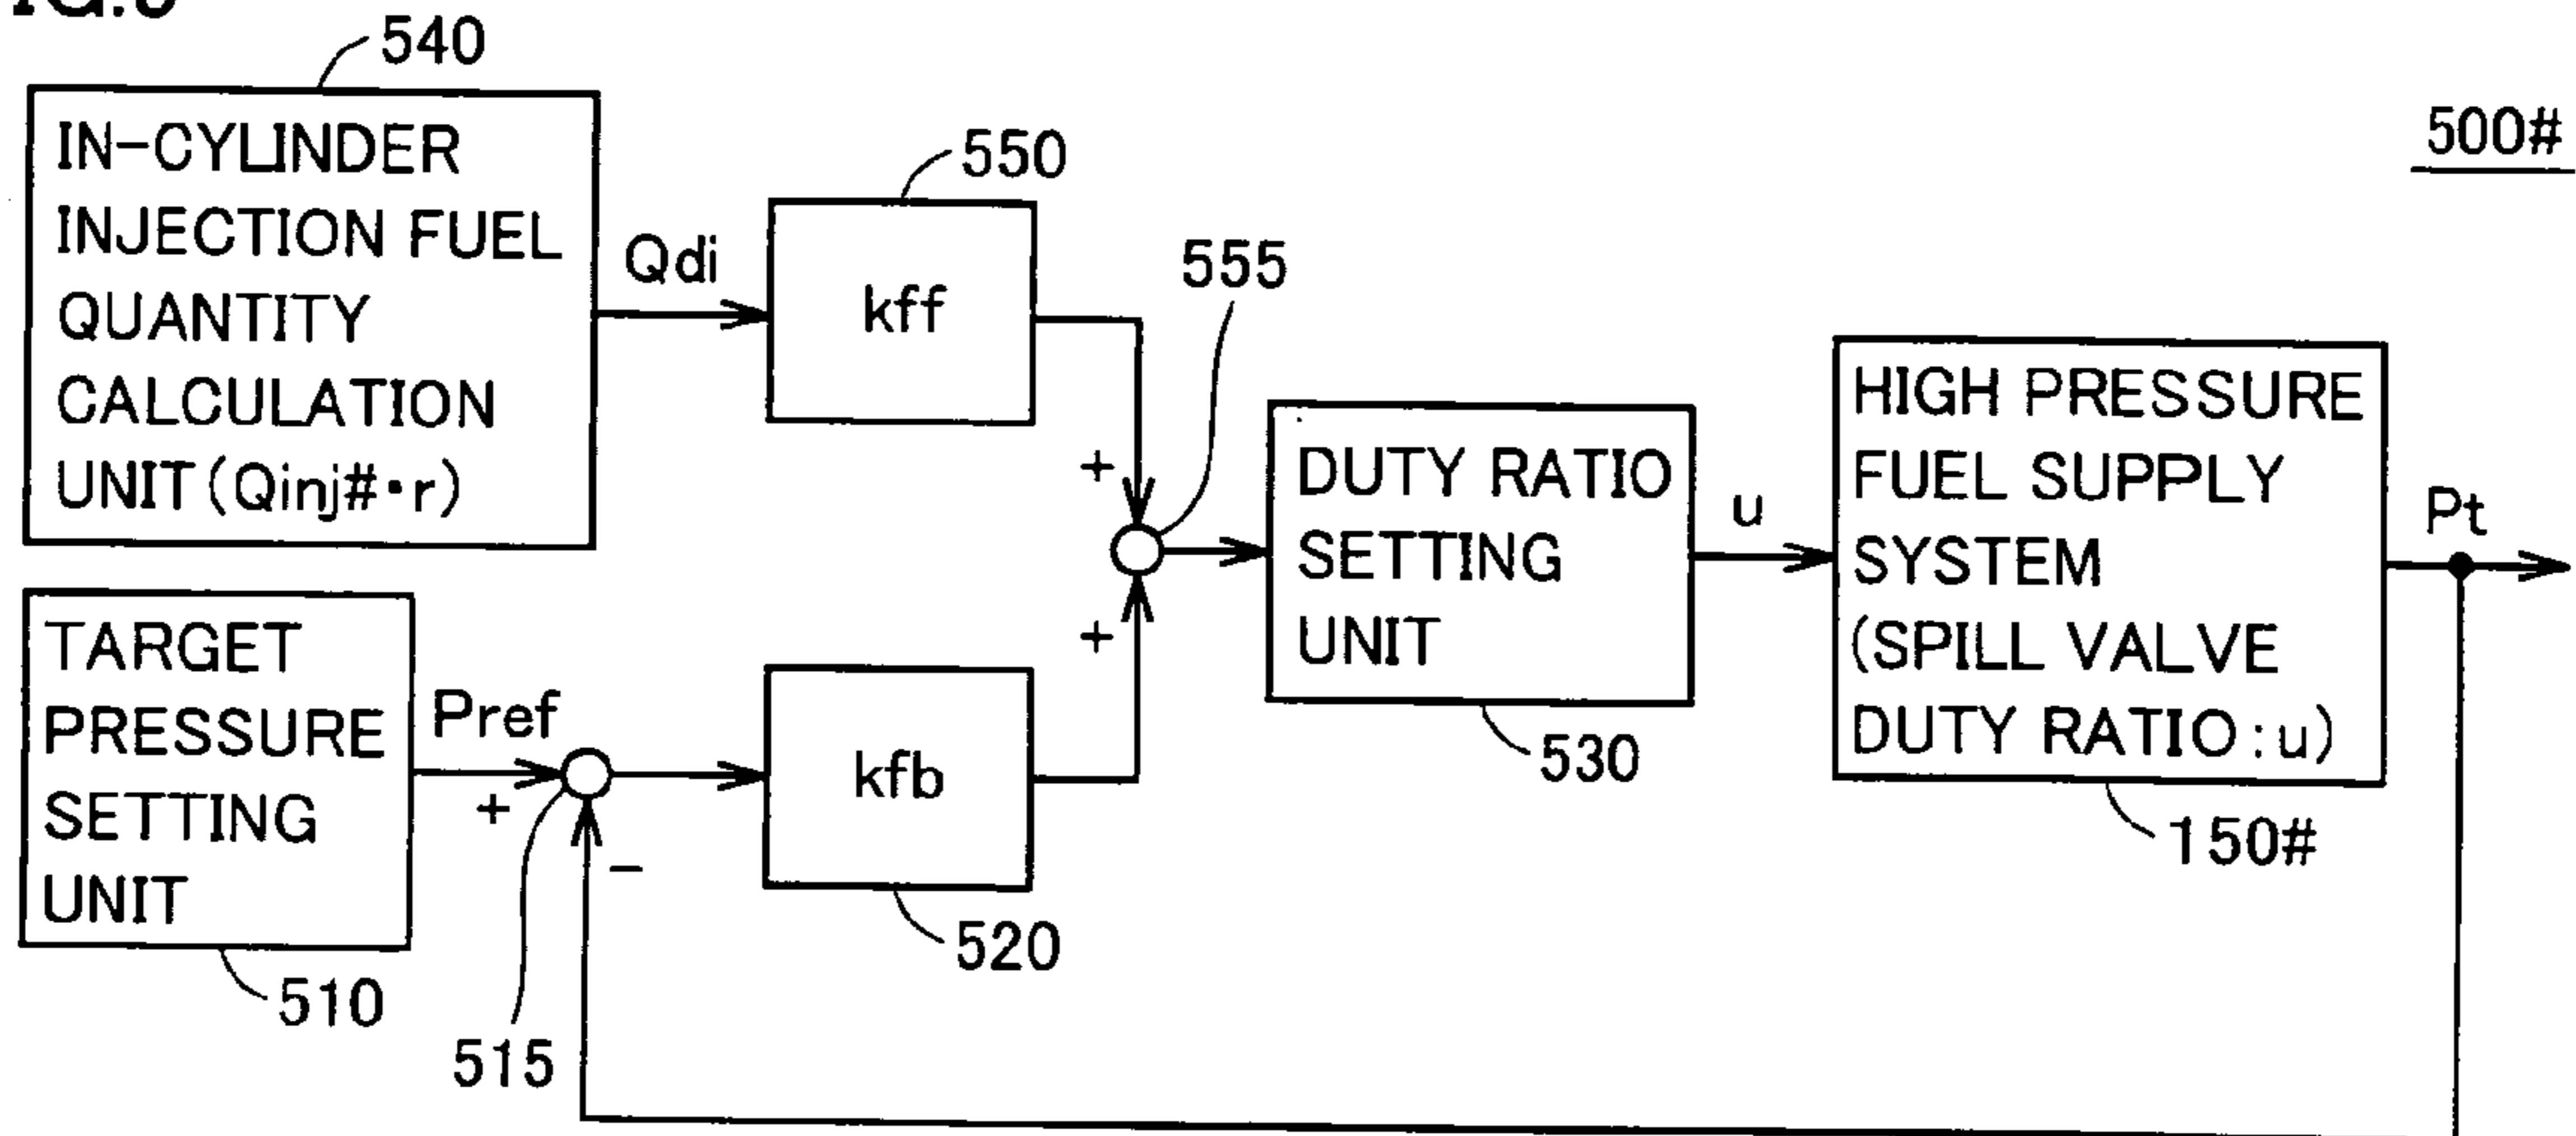 540
IN-CYLINDER
INJECTION FUEL
QUANTITY
CALCULATION
UNIT(Qinj#·r)
Qdi
550
kff
555
500#
+
+
DUTY RATIO
SETTING
UNIT
530
u
HIGH PRESSURE
FUEL SUPPLY
SYSTEM
(SPILL VALVE
DUTY RATIO:u)
150#
Pt
TARGET
PRESSURE
SETTING
UNIT
510
Pref
+
−
515
kfb
520